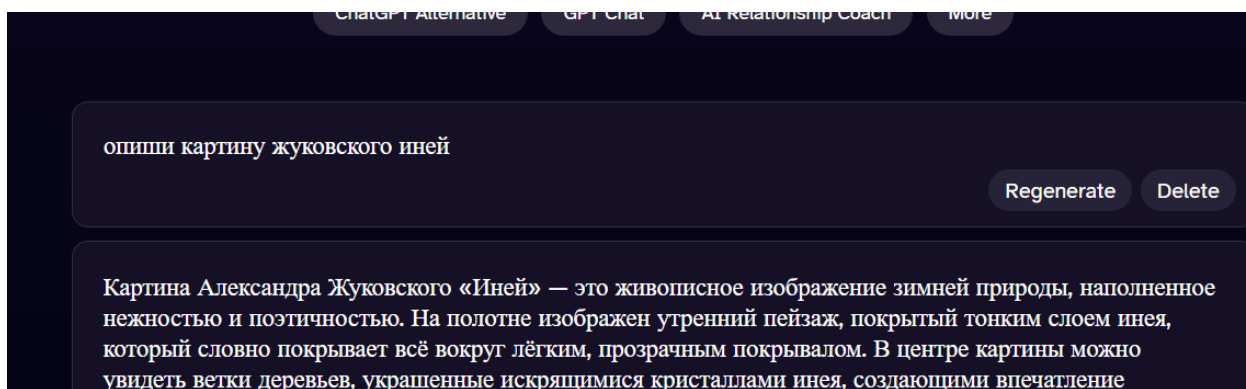 ChatGPT Alternative GPT Chat AI Relationship Coach More
опиши картину жуковского иней
Regenerate Delete
Картина Александра Жуковского «Иней» — это живописное изображение зимней природы, наполненное
нежностью и поэтичностью. На полотне изображен утренний пейзаж, покрытый тонким слоем инея,
который словно покрывает всё вокруг лёгким, прозрачным покрывалом. В центре картины можно
увидеть ветки деревьев, украшенные искрящимися кристаллами инея, создающими впечатление